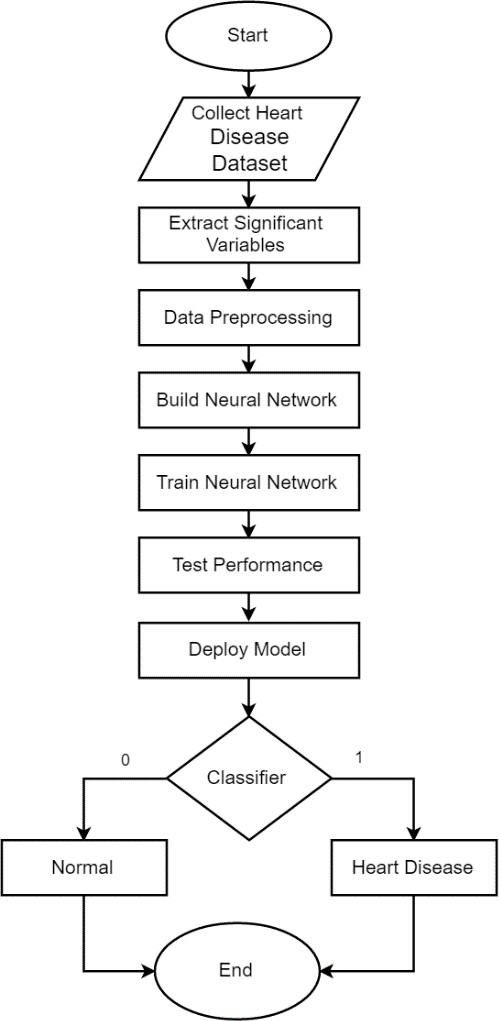 Start
Collect Heart
Disease
Dataset
Extract Significant
Variables
Data Preprocessing
Build Neural Network
Train Neural Network
Test Performance
Deploy Model
Classifier
0
1
Normal
Heart Disease
End